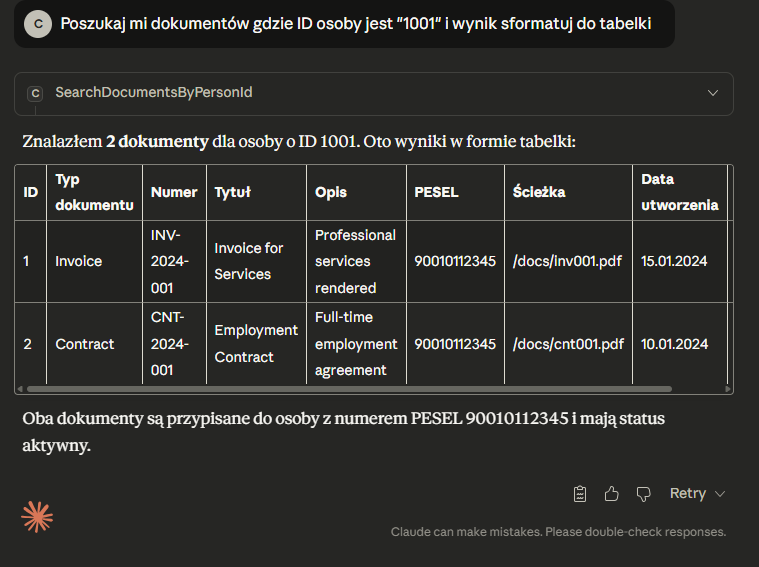 C
Poszukaj mi dokumentów gdzie ID osoby jest "1001" i wynik sformatuj do tabelki
C
SearchDocumentsByPersonId
Znalazłem 2 dokumenty dla osoby o ID 1001. Oto wyniki w formie tabelki:
ID Typ dokumentu Numer Tytuł Opis PESEL Ścieżka Data utworzenia
1 Invoice INV-2024-001 Invoice for Services Professional services rendered 90010112345 /docs/inv001.pdf 15.01.2024
2 Contract CNT-2024-001 Employment Contract Full-time employment agreement 90010112345 /docs/cnt001.pdf 10.01.2024
Oba dokumenty są przypisane do osoby z numerem PESEL 90010112345 i mają status
aktywny.
Retry
Claude can make mistakes. Please double-check responses.